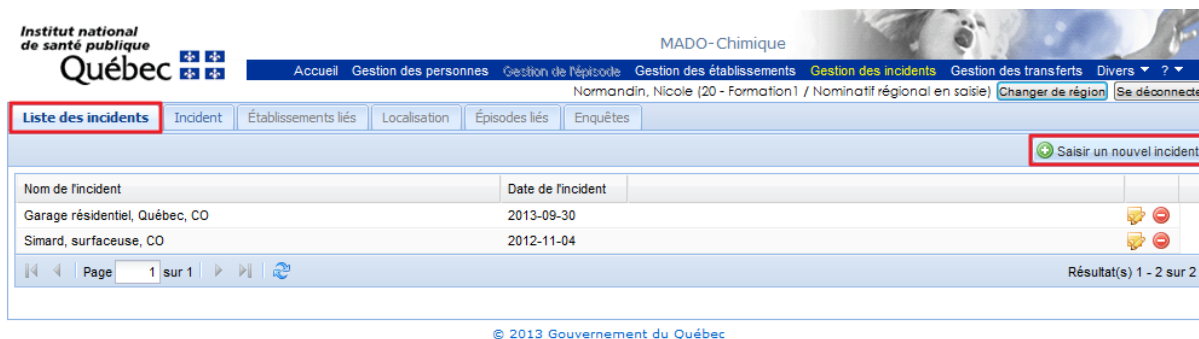 Institut national
de santé publique
Québec
MADO-Chimique
Accueil Gestion des personnes Gestion de l'épisode Gestion des établissements Gestion des incidents Gestion des transferts Divers ?
Normandin, Nicole (20 - Formation1 / Nominatif régional en saisie) Changer de région Se déconnecte
Liste des incidents Incident Établissements liés Localisation Épisodes liés Enquêtes
Saisir un nouvel incident
Nom de l'incident Date de l'incident
Garage résidentiel, Québec, CO 2013-09-30
Simard, surfaceuse, CO 2012-11-04
Page 1 sur 1 Résultat(s) 1 - 2 sur 2
© 2013 Gouvernement du Québec